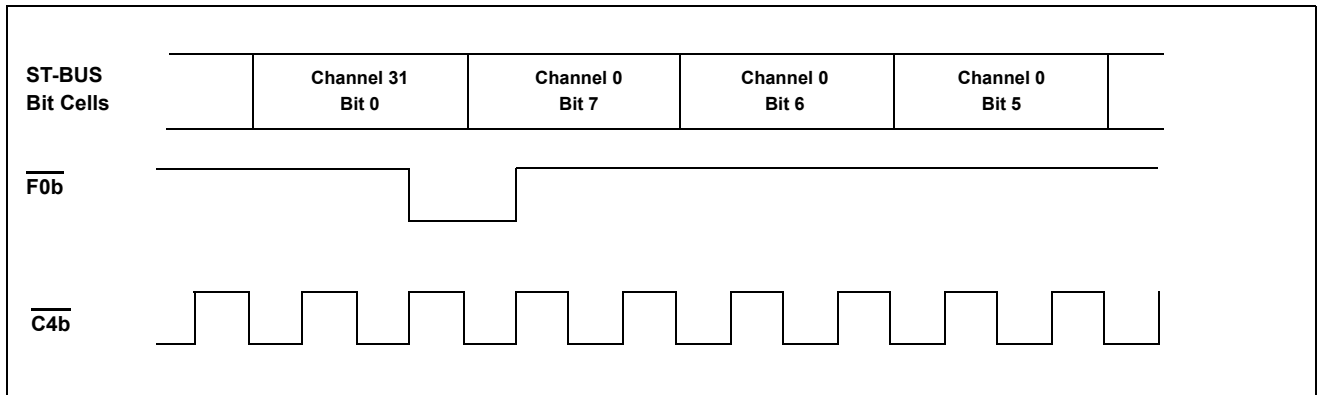 ST-BUS
Bit Cells
Channel 31
Bit 0
Channel 0
Bit 7
Channel 0
Bit 6
Channel 0
Bit 5
F0b
C4b